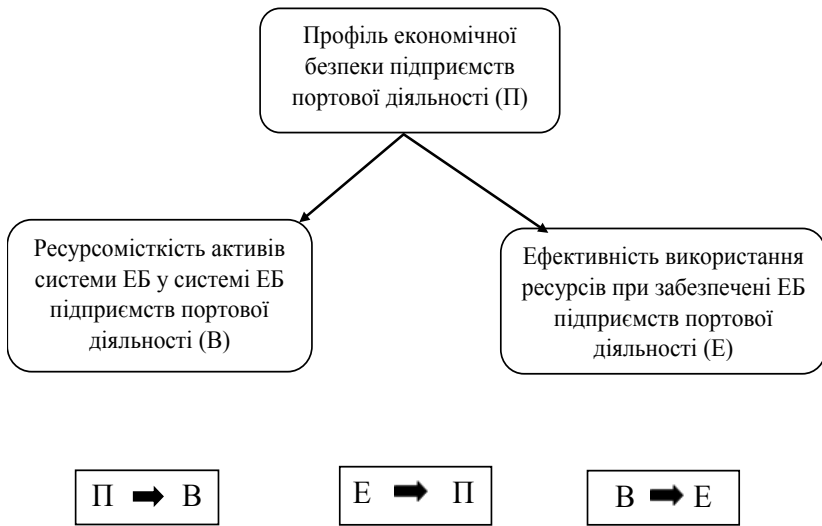 Профіль економічної
безпеки підприємств
портової діяльності (П)
Ресурсомісткість активів
системи ЕБ у системі ЕБ
підприємств портової
діяльності (В)
Ефективність використання
ресурсів при забезпечені ЕБ
підприємств портової
діяльності (Е)
П ➡ В
Е ➡ П
В ➡ Е